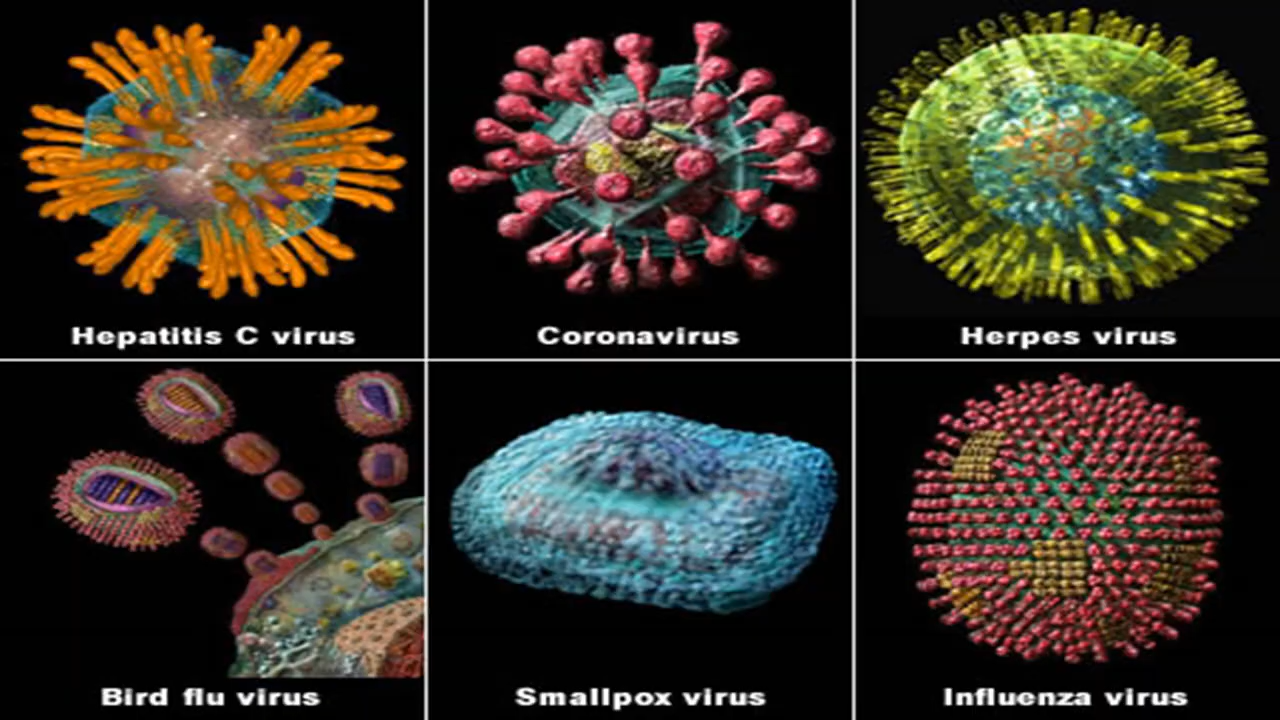 Hepatitis C virus
Coronavirus
Herpes virus
Bird flu virus
Smallpox virus
Influenza virus